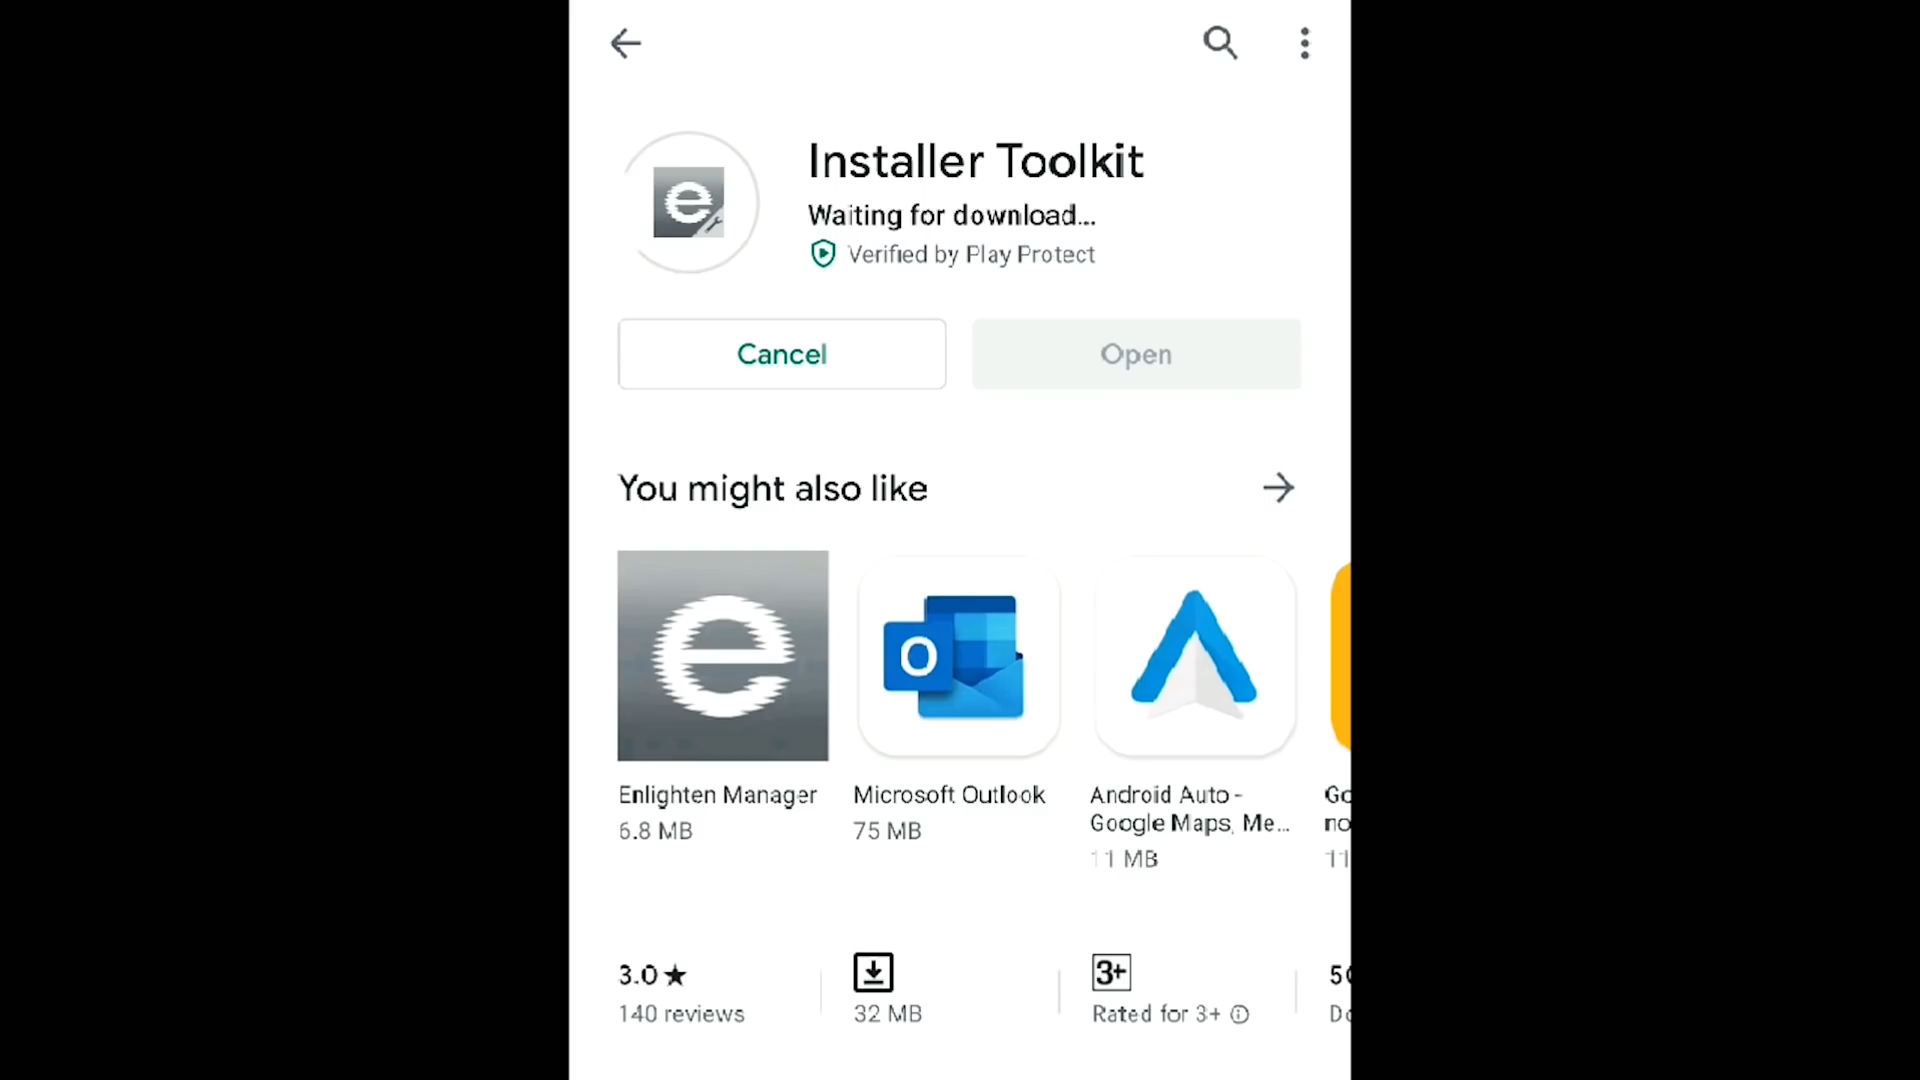 Installer Toolkit
Waiting for download...
Verified by Play Protect
Cancel
Open
You might also like
Enlighten Manager
6.8 MB
Microsoft Outlook
75 MB
Android Auto -
Google Maps, Me...
11 MB
3.0★
140 reviews
32 MB
3+
Rated for 3+